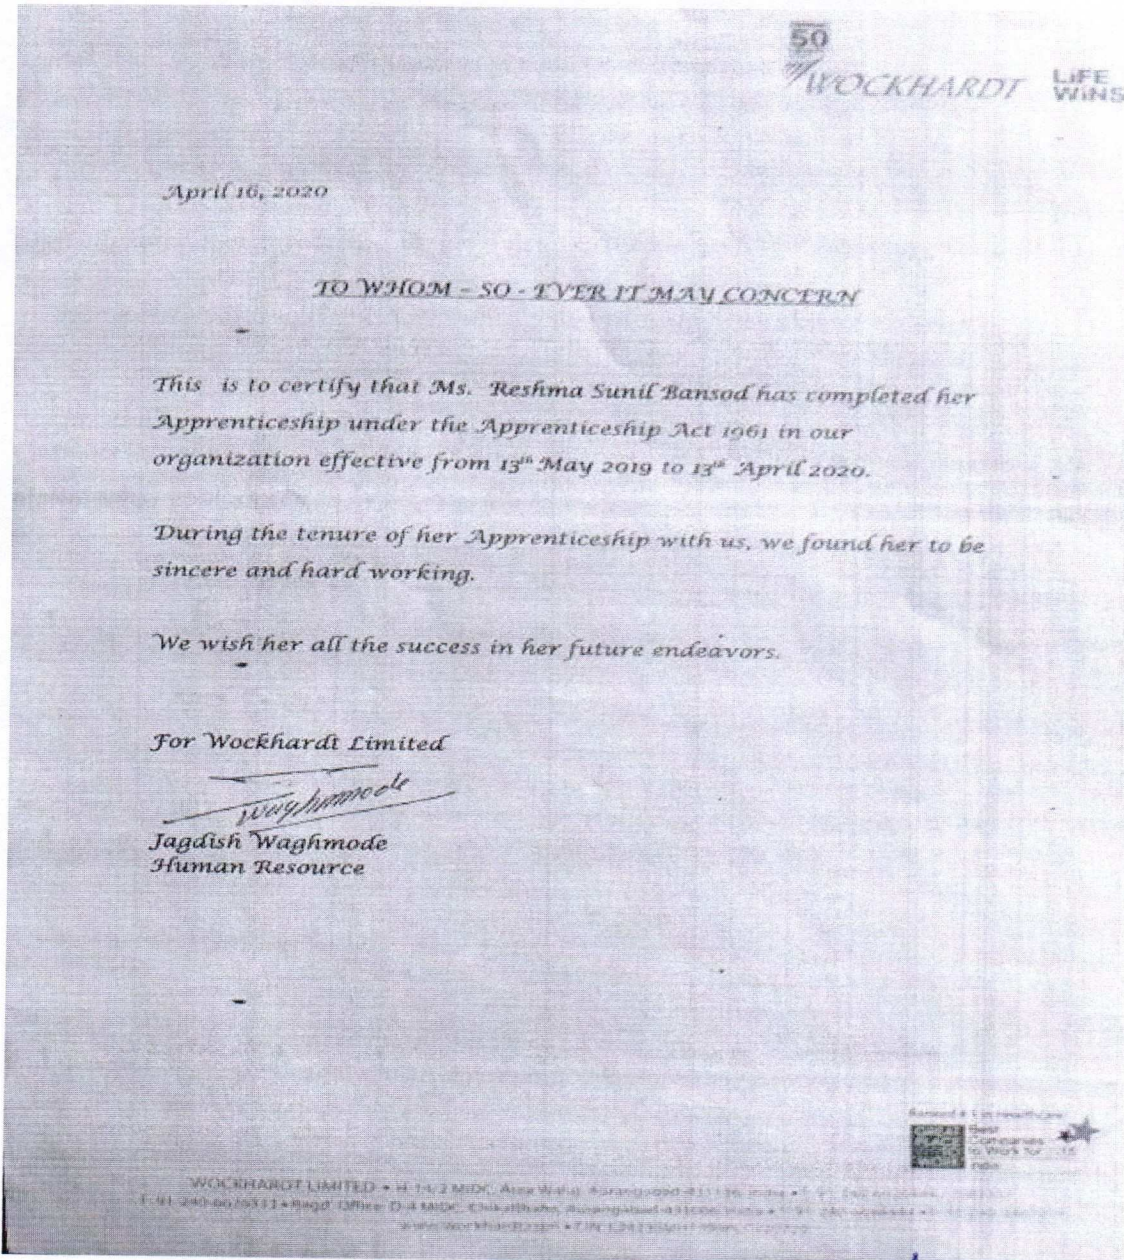 50
WOCKHARDT
LiFE
WiNS
April 16, 2020
TO WHOM – SO - EVER IT MAY CONCERN
This is to certify that Ms. Reshma Sunil Bansod has completed her
Apprenticeship under the Apprenticeship Act 1961 in our
organization effective from 13th May 2019 to 13th April 2020.
During the tenure of her Apprenticeship with us, we found her to be
sincere and hard working.
We wish her all the success in her future endeavors.
For Wockhardt Limited
Waghmode
Jagdish Waghmode
Human Resource
Best
Companies
to Work for
WOCKHARDT LIMITED • H-14/2 MIDC,